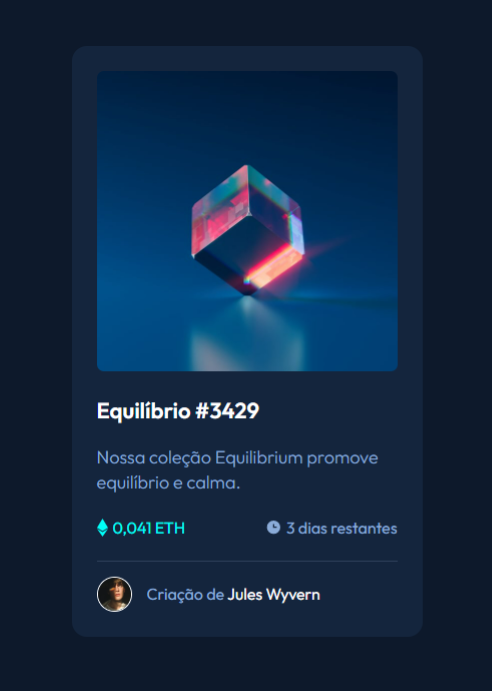 Equilíbrio #3429
Nossa coleção Equilibrium promove
equilíbrio e calma.
0,041 ETH 3 dias restantes
Criação de Jules Wyvern